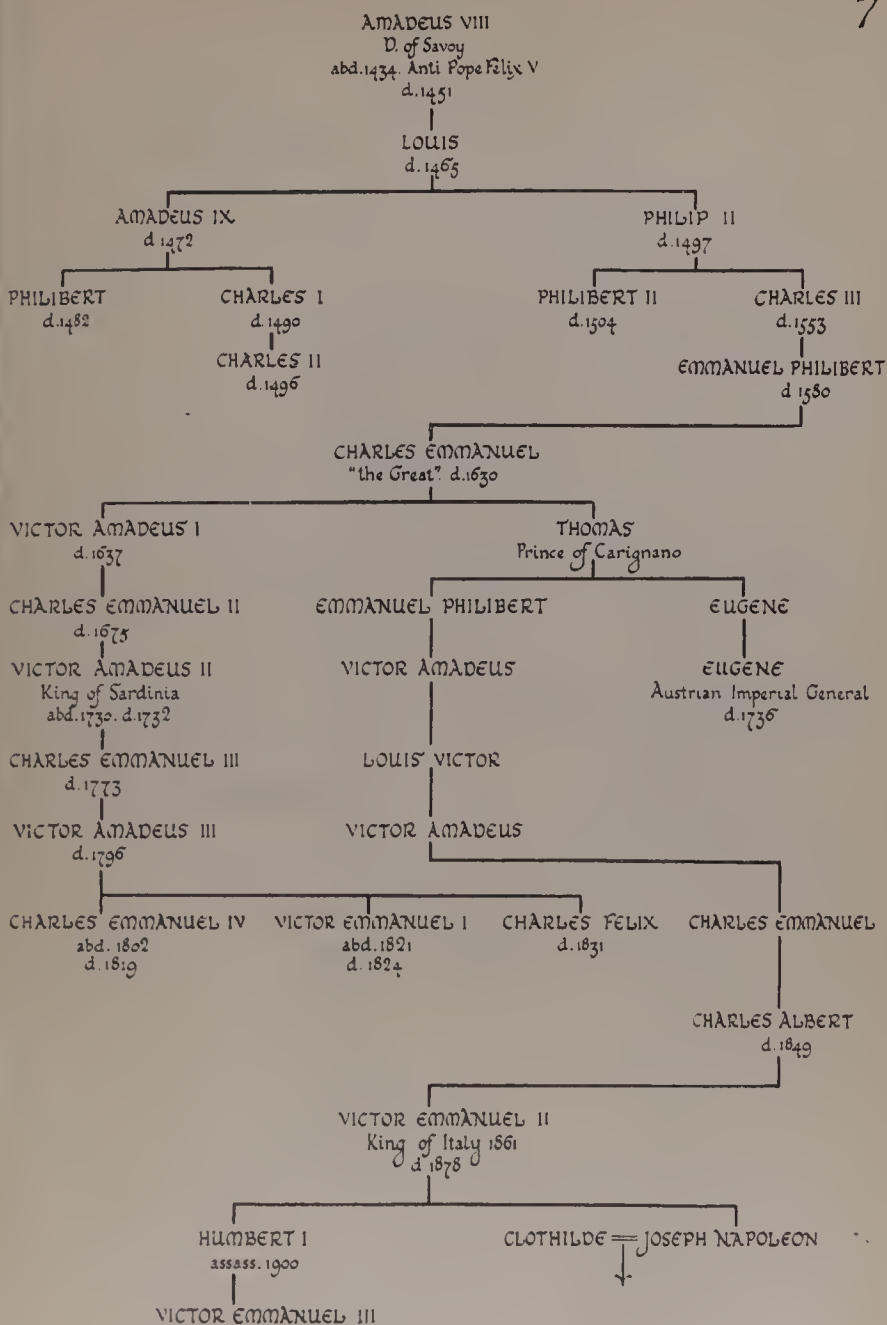 7
AMADEUS VIII
D. of Savoy
abd.1434. Anti Pope Felix V
d.1451
LOUIS
d.1465
AMADEUS IX
d.1472
PHILIP II
d.1497
PHILIBERT
d.1482
CHARLES I
d.1490
PHILIBERT II
d.1504
CHARLES III
d.1553
CHARLES II
d.1496
EMMANUEL PHILIBERT
d 1580
CHARLES EMMANUEL
"the Great". d.1630
VICTOR AMADEUS I
d.1637
THOMAS
Prince of Carignano
CHARLES EMMANUEL II
d.1675
EMMANUEL PHILIBERT
EUGENE
VICTOR AMADEUS II
King of Sardinia
abd.1730. d.1732
VICTOR AMADEUS
EUGENE
Austrian Imperial General
d.1736
CHARLES EMMANUEL III
d.1773
LOUIS VICTOR
VICTOR AMADEUS III
d.1796
VICTOR AMADEUS
CHARLES EMMANUEL IV
abd. 1802
d.1819
VICTOR EMMANUEL I
abd.1821
d.1824
CHARLES FELIX
d.1831
CHARLES EMMANUEL
CHARLES ALBERT
d.1849
VICTOR EMMANUEL II
King of Italy 1861
d 1878
HUMBERT I
assass. 1900
CLOTHILDE = JOSEPH NAPOLEON
VICTOR EMMANUEL III